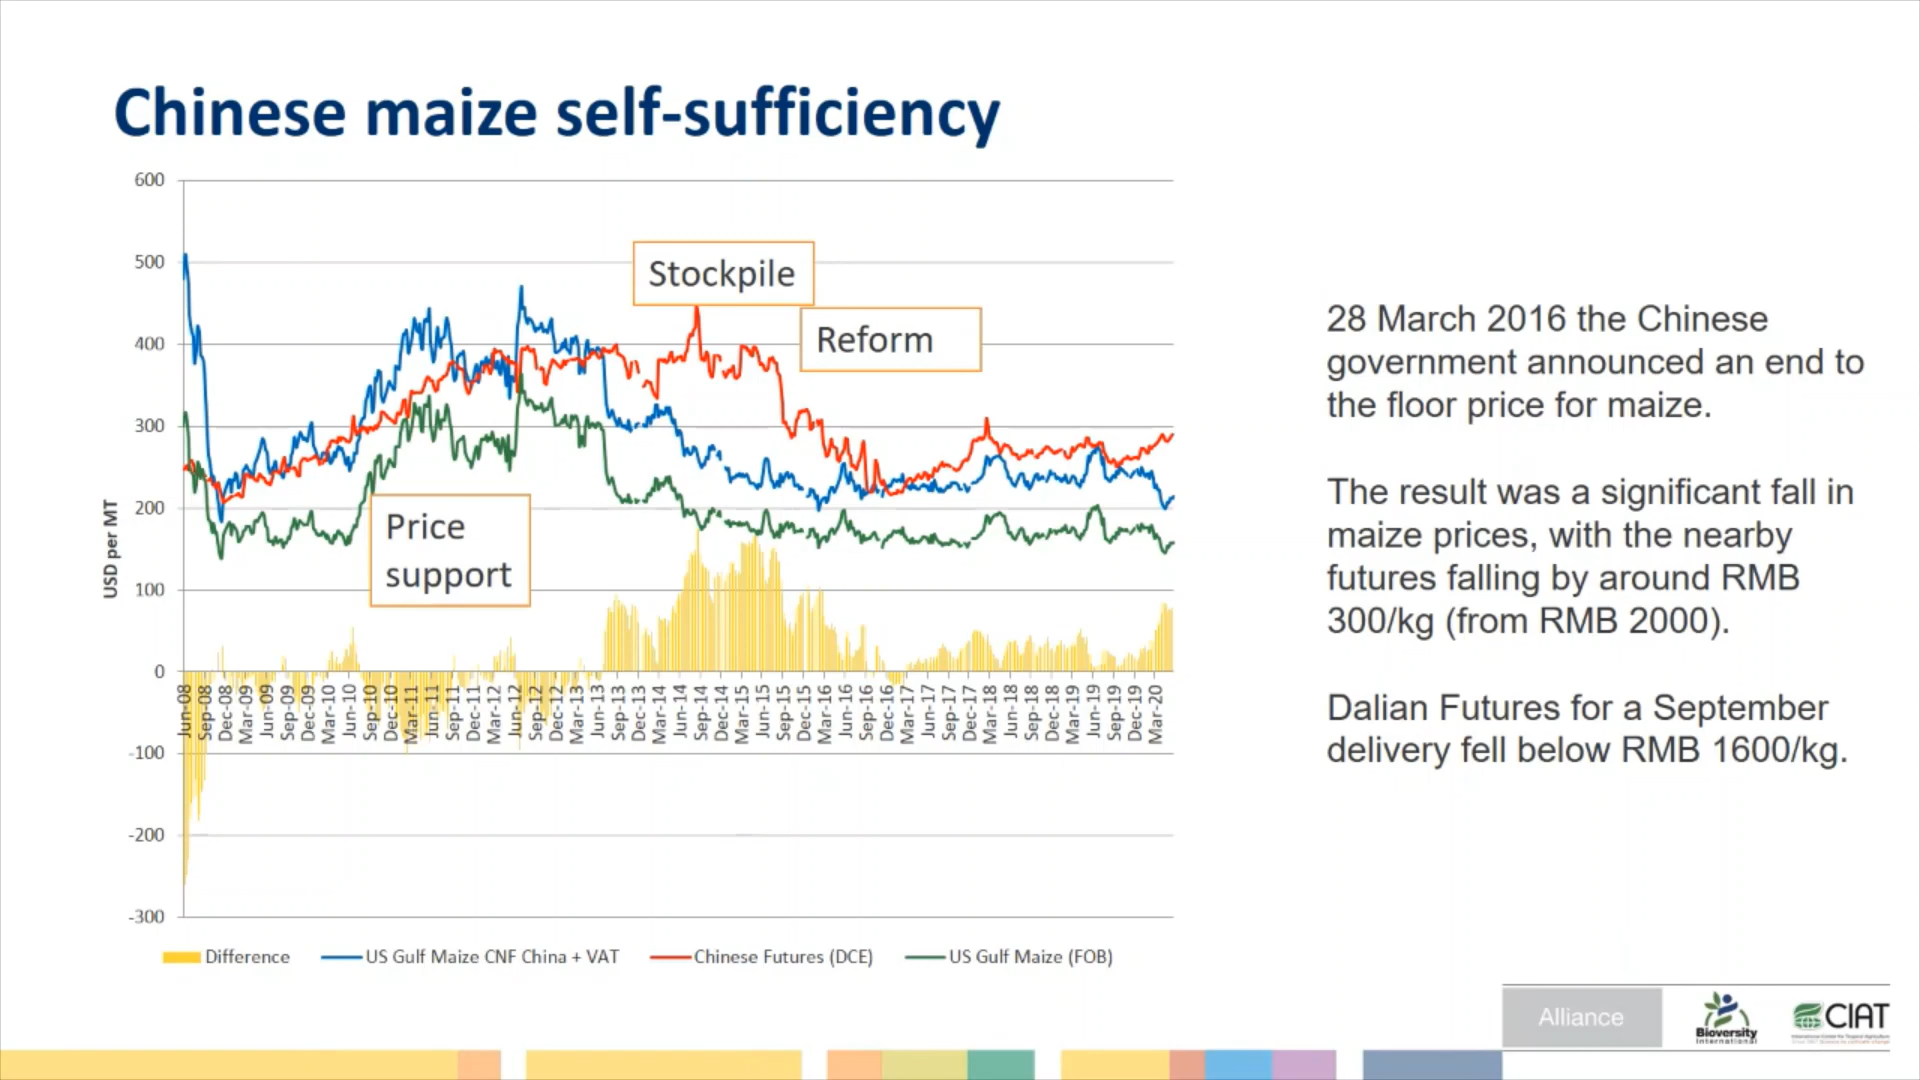 Chinese maize self-sufficiency
600
500
400
300
200
100
0
-100
-200
-300
USD per MT
Stockpile
Reform
Price
support
Jun-08
Sep-08
Dec-08
Mar-09
Jun-09
Sep-09
Dec-09
Mar-10
Jun-10
Sep-10
Dec-10
Mar-11
Jun-11
Sep-11
Dec-11
Mar-12
Jun-12
Sep-12
Dec-12
Mar-13
Jun-13
Sep-13
Dec-13
Mar-14
Jun-14
Sep-14
Dec-14
Mar-15
Jun-15
Sep-15
Dec-15
Mar-16
Jun-16
Sep-16
Dec-16
Mar-17
Jun-17
Sep-17
Dec-17
Mar-18
Jun-18
Sep-18
Dec-18
Mar-19
Jun-19
Sep-19
Dec-19
Mar-20
Difference
US Gulf Maize CNF China + VAT
Chinese Futures (DCE)
US Gulf Maize (FOB)
28 March 2016 the Chinese
government announced an end to
the floor price for maize.
The result was a significant fall in
maize prices, with the nearby
futures falling by around RMB
300/kg (from RMB 2000).
Dalian Futures for a September
delivery fell below RMB 1600/kg.
Alliance
Bioversity
International
CIAT